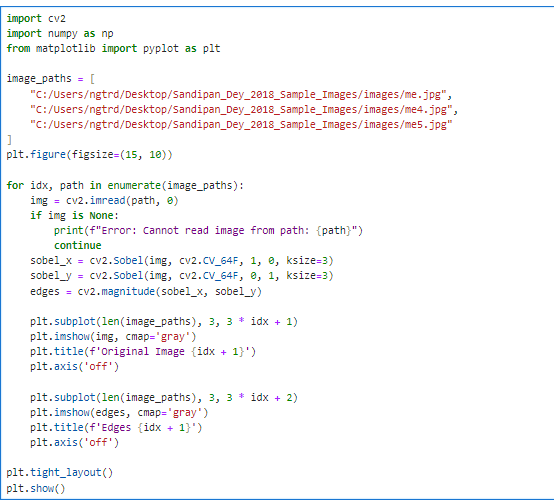 import cv2
import numpy as np
from matplotlib import pyplot as plt

image_paths = [
    "C:/Users/ngtrd/Desktop/Sandipan_Dey_2018_Sample_Images/images/me.jpg",
    "C:/Users/ngtrd/Desktop/Sandipan_Dey_2018_Sample_Images/images/me4.jpg",
    "C:/Users/ngtrd/Desktop/Sandipan_Dey_2018_Sample_Images/images/me5.jpg"
]
plt.figure(figsize=(15, 10))

for idx, path in enumerate(image_paths):
    img = cv2.imread(path, 0)
    if img is None:
        print(f"Error: Cannot read image from path: {path}")
        continue
    sobel_x = cv2.Sobel(img, cv2.CV_64F, 1, 0, ksize=3)
    sobel_y = cv2.Sobel(img, cv2.CV_64F, 0, 1, ksize=3)
    edges = cv2.magnitude(sobel_x, sobel_y)

    plt.subplot(len(image_paths), 3, 3 * idx + 1)
    plt.imshow(img, cmap='gray')
    plt.title(f'Original Image {idx + 1}')
    plt.axis('off')

    plt.subplot(len(image_paths), 3, 3 * idx + 2)
    plt.imshow(edges, cmap='gray')
    plt.title(f'Edges {idx + 1}')
    plt.axis('off')

plt.tight_layout()
plt.show()